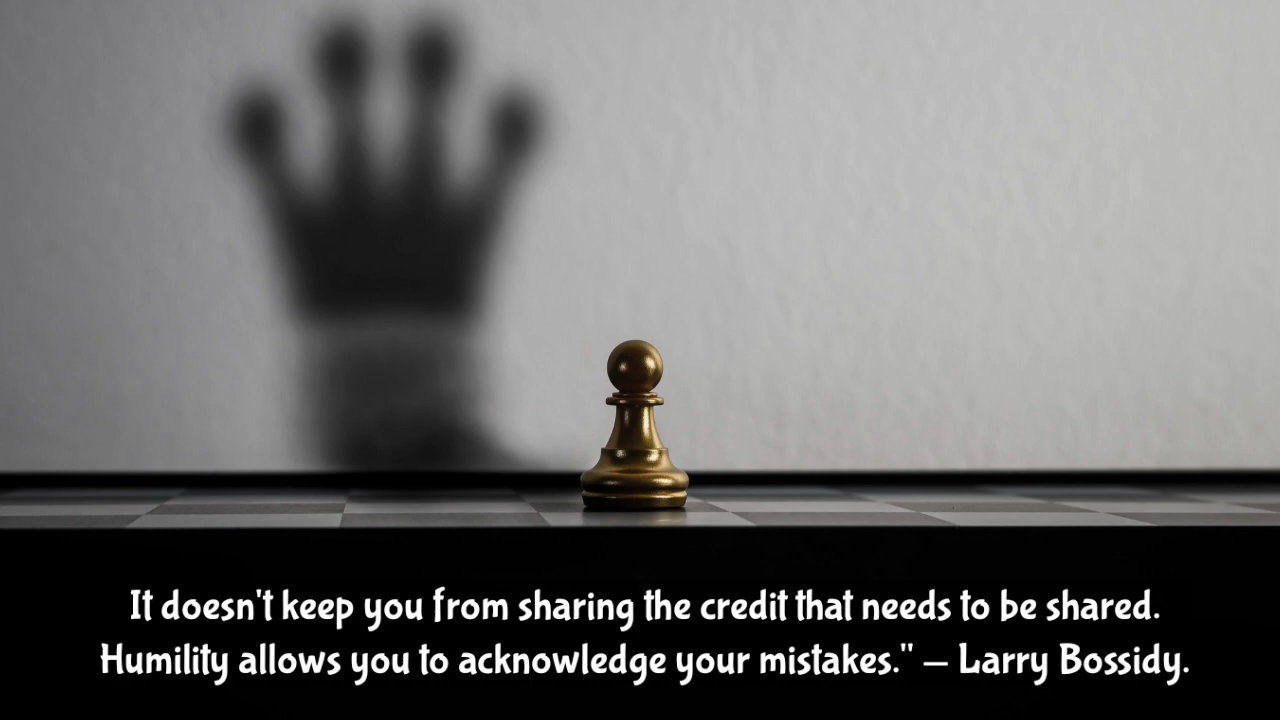 It doesn't keep you from sharing the credit that needs to be shared.
Humility allows you to acknowledge your mistakes." – Larry Bossidy.